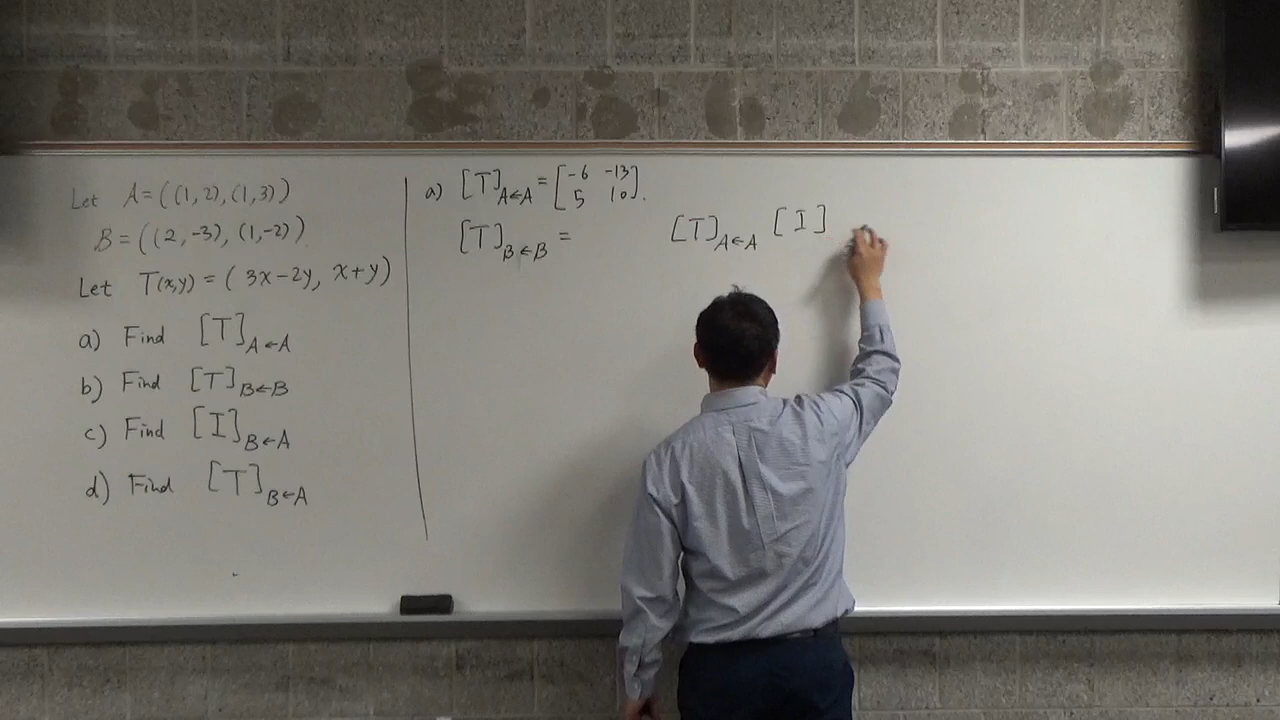 Let A = ((1, 2), (1, 3))
B = ((2, -3), (1, -2))
Let T(x,y) = ( 3x-2y, x+y)
a) Find [T]A←A
b) Find [T]B←B
c) Find [I]B←A
d) Find [T]B←A
a) [T]A←A = [-6 -13
5 10].
[T]B←B = [T]A←A [I]